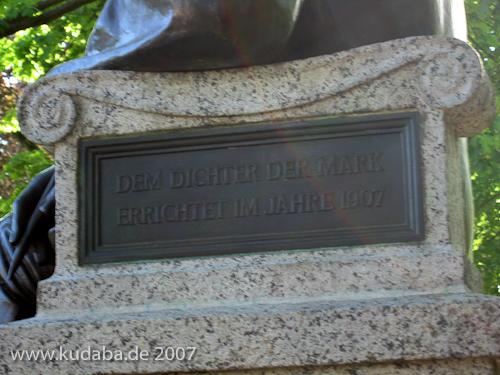 DEM DICHTER DER MARK
ERRICHTET IM JAHRE 1907
www.kudaba.de 2007